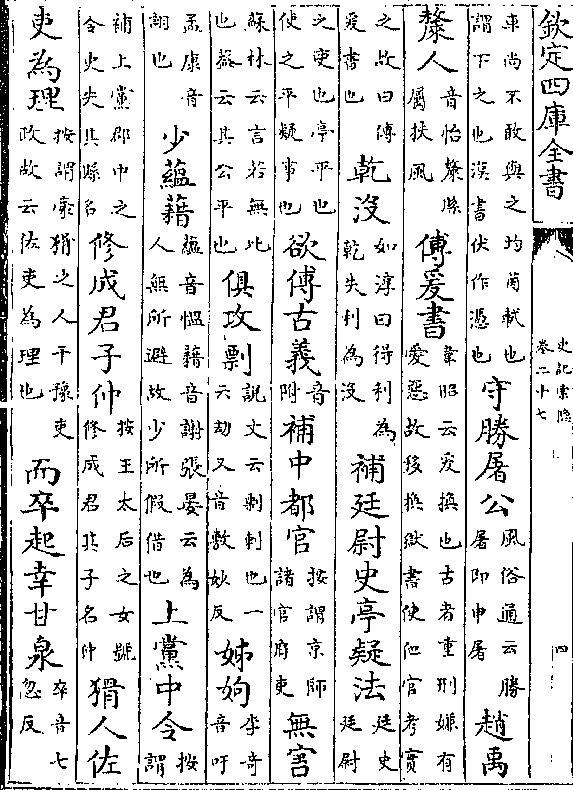 欽定四庫全書
史記索隱
卷二十七
四
車尚不敢與之均茵軾也謂下之也漢書伏作憑也守勝屠公風俗通云勝屠即申屠趙禹
斄人音怡斄縣屬扶風傅爰書韋昭云爰換也古者重刑嫌有愛惡故移換獄書使他官考實
之故曰傅爰書也乾没如淳曰得利為乾失利為没補廷尉史亭疑法廷史廷尉
之吏也亭平也使之平疑事也欲傅古義音附補中都官按謂京師諸官府吏無害
蘇林云言若無比也蓋云其公平也俱攻剽說文云剽刺也一云劫又音敷妙反姊姁李奇音吁
孟康音詡也少蘊藉蘊音慍藉音謝張晏云為人無所避故少所假借也上黨中令按謂
補上黨郡中之令史失其縣名修成君子仲按王太后之女號修成君其子名仲猾人佐
吏為理按謂豪猾之人干豫吏政故云佐吏為理也而卒起幸甘泉卒音七忽反